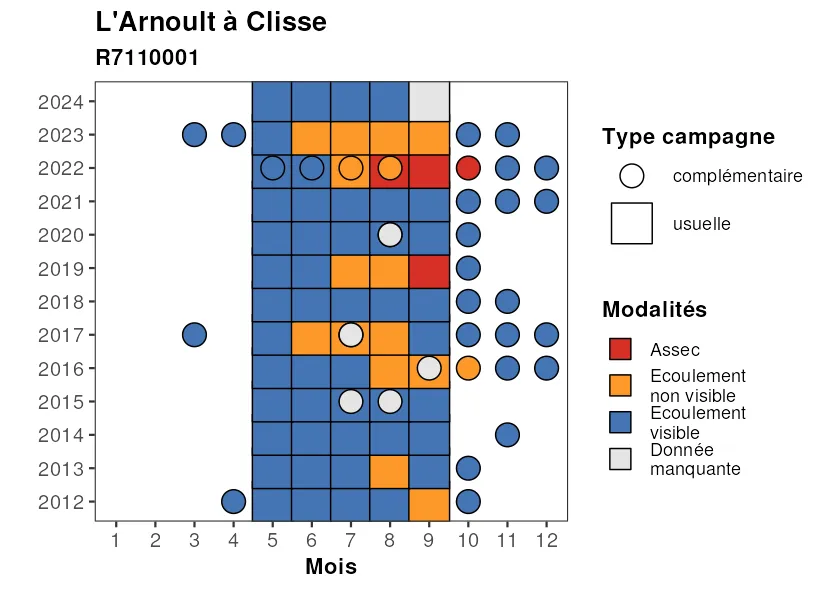 L'Arnoult à Clisse
R7110001
2024
2023
2022
2021
2020
2019
2018
2017
2016
2015
2014
2013
2012
1 2 3 4 5 6 7 8 9 10 11 12
Mois
Type campagne
complémentaire
usuelle
Modalités
Assec
Ecoulement
non visible
Ecoulement
visible
Donnée
manquante